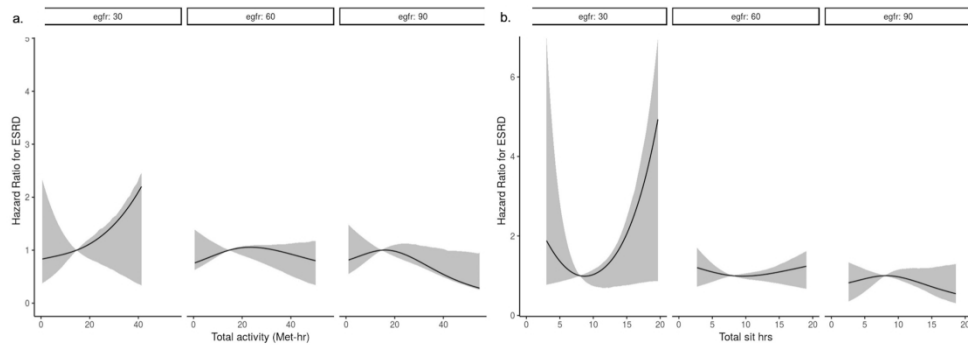 a.
egfr: 30
egfr: 60
egfr: 90
Hazard Ratio for ESRD
5
4
3
2
1
0
0 20 40
0 20 40
0 20 40
Total activity (Met-hr)
b.
egfr: 30
egfr: 60
egfr: 90
Hazard Ratio for ESRD
6
4
2
0
0 5 10 15 20
0 5 10 15 20
0 5 10 15 20
Total sit hrs